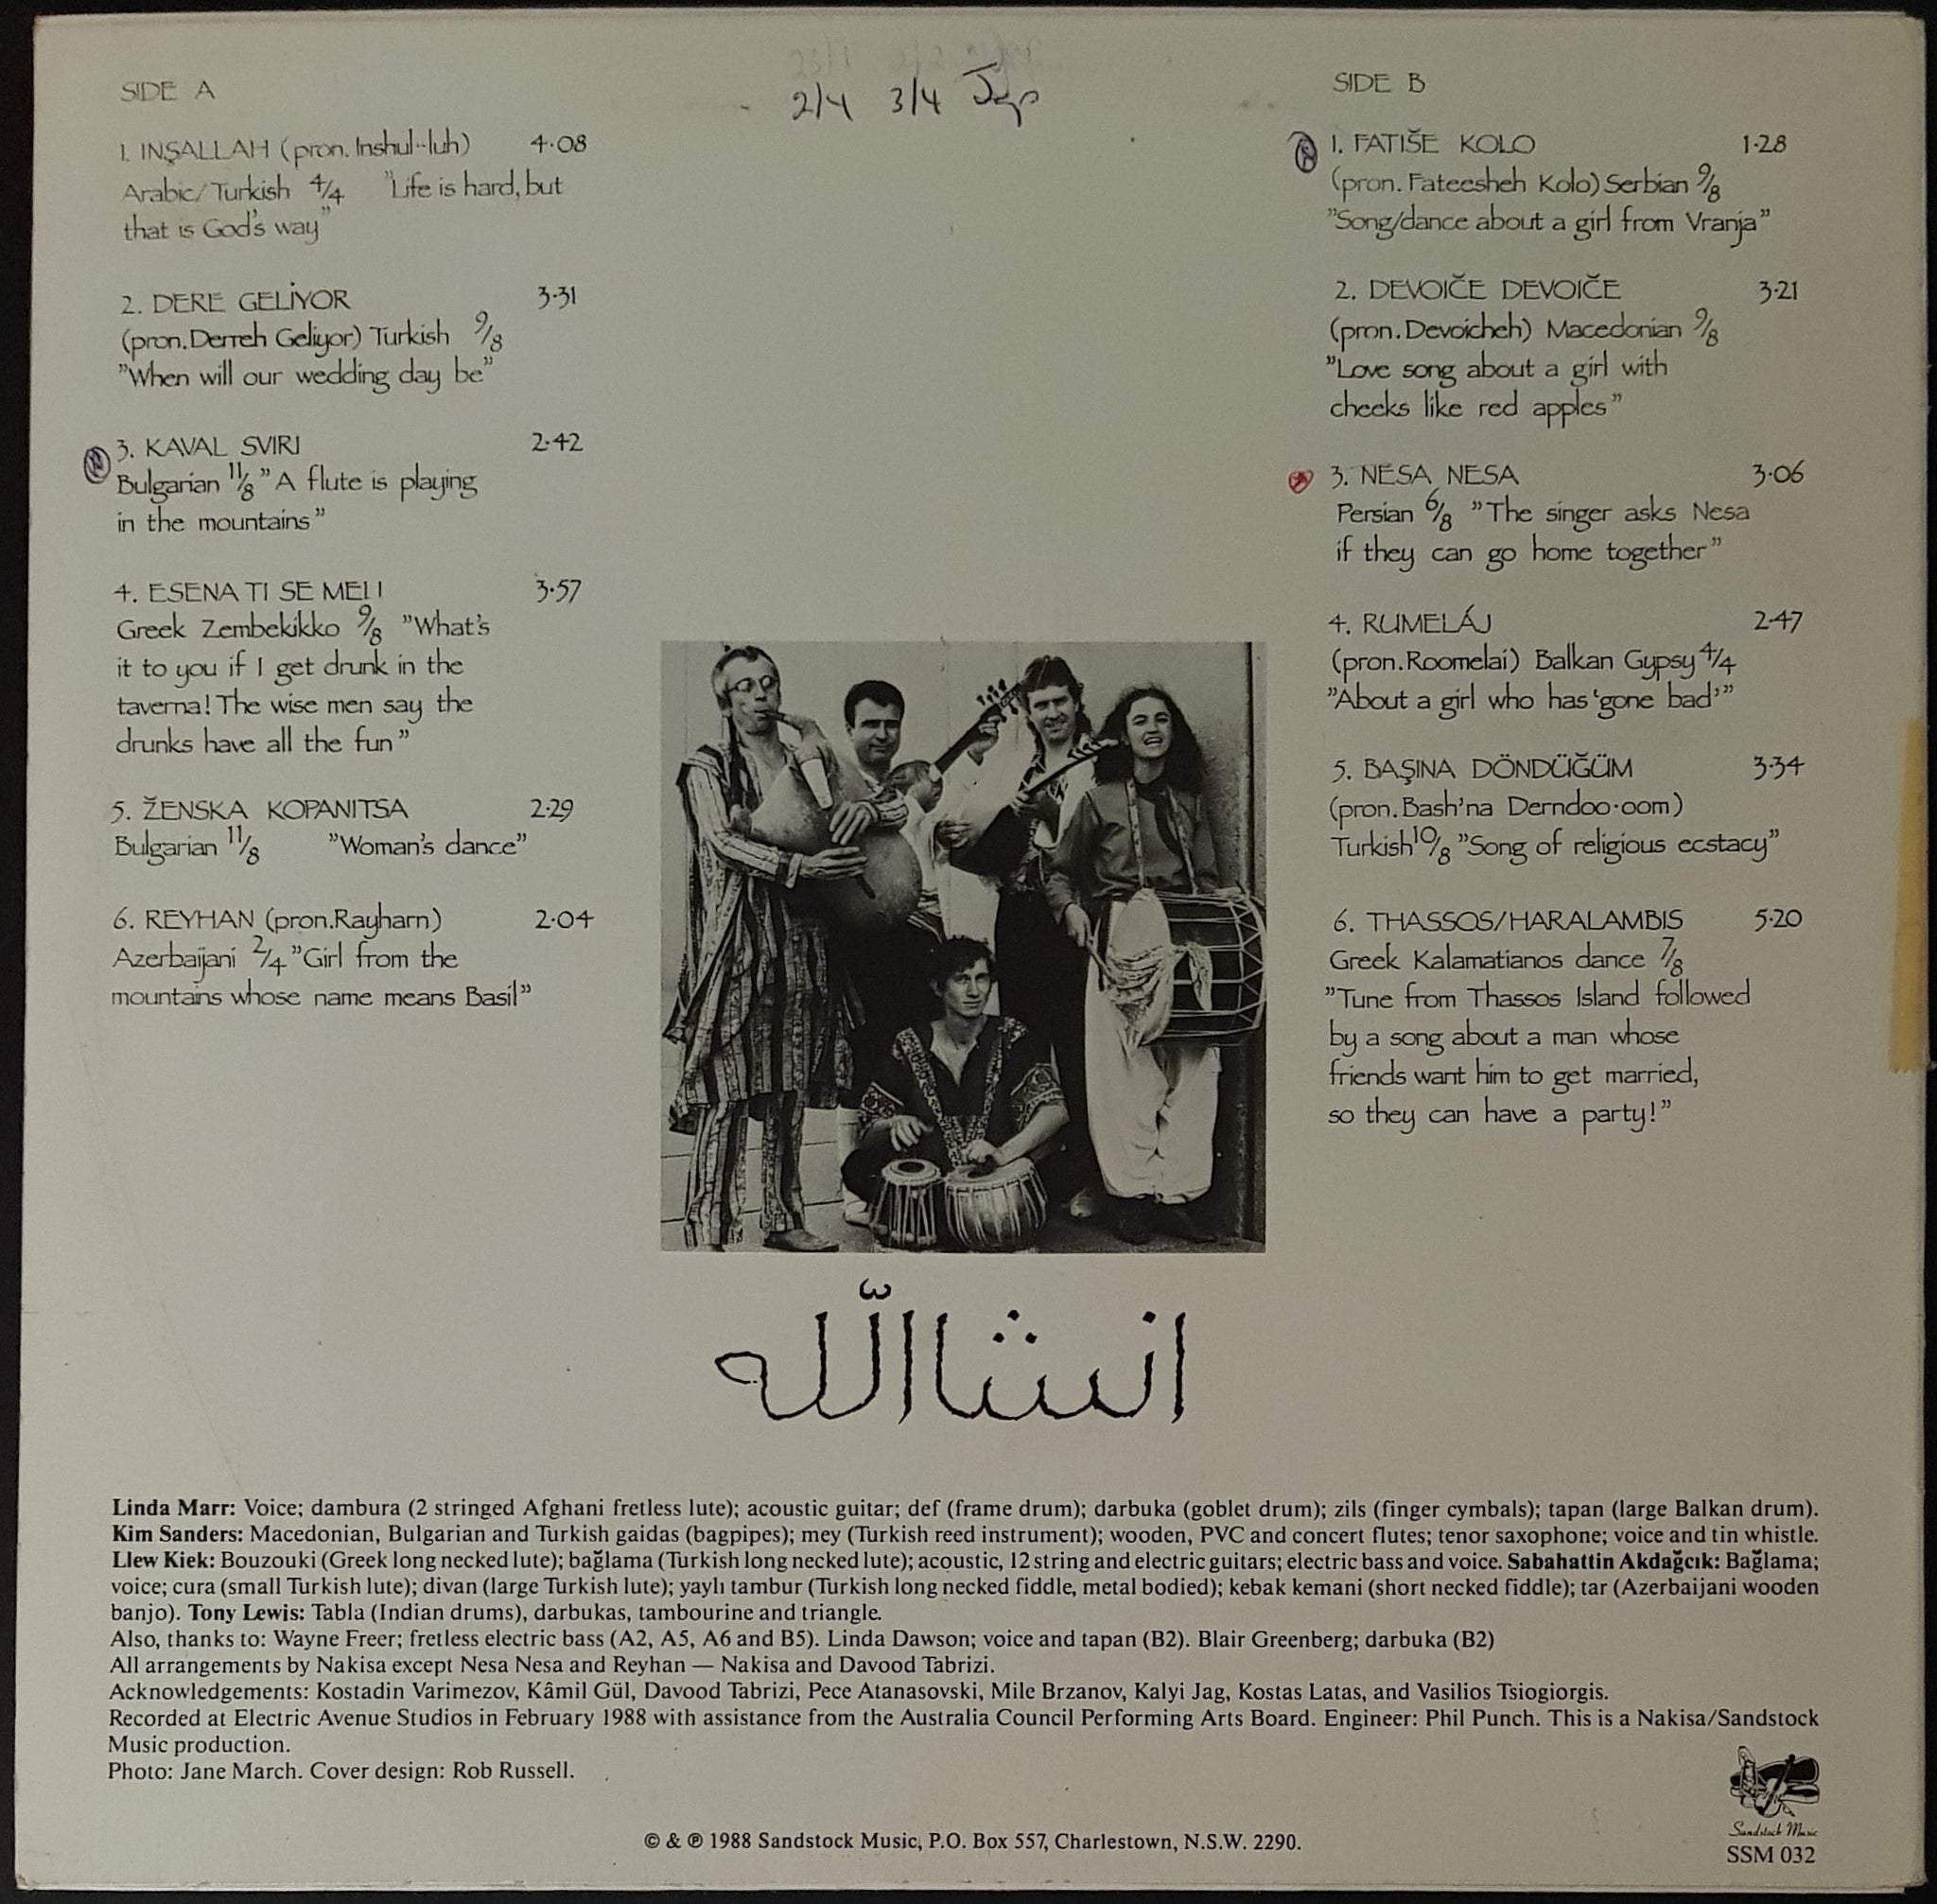 2/4 3/4
SIDE A
1. INŞALLAH (pron. Inshul··luh) 4·08
Arabic/Turkish 4/4 "Life is hard, but
that is God's way"
2. DERE GELİYOR 3·31
(pron. Derreh Geliyor) Turkish 9/8
"When will our wedding day be"
3. KAVAL SVIRI 2·42
Bulgarian 11/8 "A flute is playing
in the mountains"
4. ESENA TI SE MELI 3·57
Greek Zembekikko 9/8 "What's
it to you if I get drunk in the
taverna! The wise men say the
drunks have all the fun"
5. ŽENSKA KOPANITSA 2·29
Bulgarian 11/8 "Woman's dance"
6. REYHAN (pron. Rayharn) 2·04
Azerbaijani 2/4 "Girl from the
mountains whose name means Basil"
SIDE B
1. FATIŠE KOLO 1·28
(pron. Fateesheh Kolo) Serbian 9/8
"Song/dance about a girl from Vranja"
2. DEVOIČE DEVOIČE 3·21
(pron. Devoicheh) Macedonian 9/8
"Love song about a girl with
cheeks like red apples"
3. NESA NESA 3·06
Persian 6/8 "The singer asks Nesa
if they can go home together"
4. RUMELÁJ 2·47
(pron. Roomelai) Balkan Gypsy 4/4
"About a girl who has 'gone bad'"
5. BAŞINA DÖNDÜĞÜM 3·34
(pron. Bash'na Derndoo·oom)
Turkish 10/8 "Song of religious ecstacy"
6. THASSOS/HARALAMBIS 5·20
Greek Kalamatianos dance 7/8
"Tune from Thassos Island followed
by a song about a man whose
friends want him to get married,
so they can have a party!"
انشاالله
Linda Marr: Voice; dambura (2 stringed Afghani fretless lute); acoustic guitar; def (frame drum); darbuka (goblet drum); zils (finger cymbals); tapan (large Balkan drum).
Kim Sanders: Macedonian, Bulgarian and Turkish gaidas (bagpipes); mey (Turkish reed instrument); wooden, PVC and concert flutes; tenor saxophone; voice and tin whistle.
Llew Kiek: Bouzouki (Greek long necked lute); bağlama (Turkish long necked lute); acoustic, 12 string and electric guitars; electric bass and voice. Sabahattin Akdağcık: Bağlama;
voice; cura (small Turkish lute); divan (large Turkish lute); yaylı tambur (Turkish long necked fiddle, metal bodied); kebak kemani (short necked fiddle); tar (Azerbaijani wooden
banjo). Tony Lewis: Tabla (Indian drums), darbukas, tambourine and triangle.
Also, thanks to: Wayne Freer; fretless electric bass (A2, A5, A6 and B5). Linda Dawson; voice and tapan (B2). Blair Greenberg; darbuka (B2)
All arrangements by Nakisa except Nesa Nesa and Reyhan — Nakisa and Davood Tabrizi.
Acknowledgements: Kostadin Varimezov, Kâmil Gül, Davood Tabrizi, Pece Atanasovski, Mile Brzanov, Kalyi Jag, Kostas Latas, and Vasilios Tsiogiorgis.
Recorded at Electric Avenue Studios in February 1988 with assistance from the Australia Council Performing Arts Board. Engineer: Phil Punch. This is a Nakisa/Sandstock
Music production.
Photo: Jane March. Cover design: Rob Russell.
© & ℗ 1988 Sandstock Music, P.O. Box 557, Charlestown, N.S.W. 2290.
Sandstock Music
SSM 032